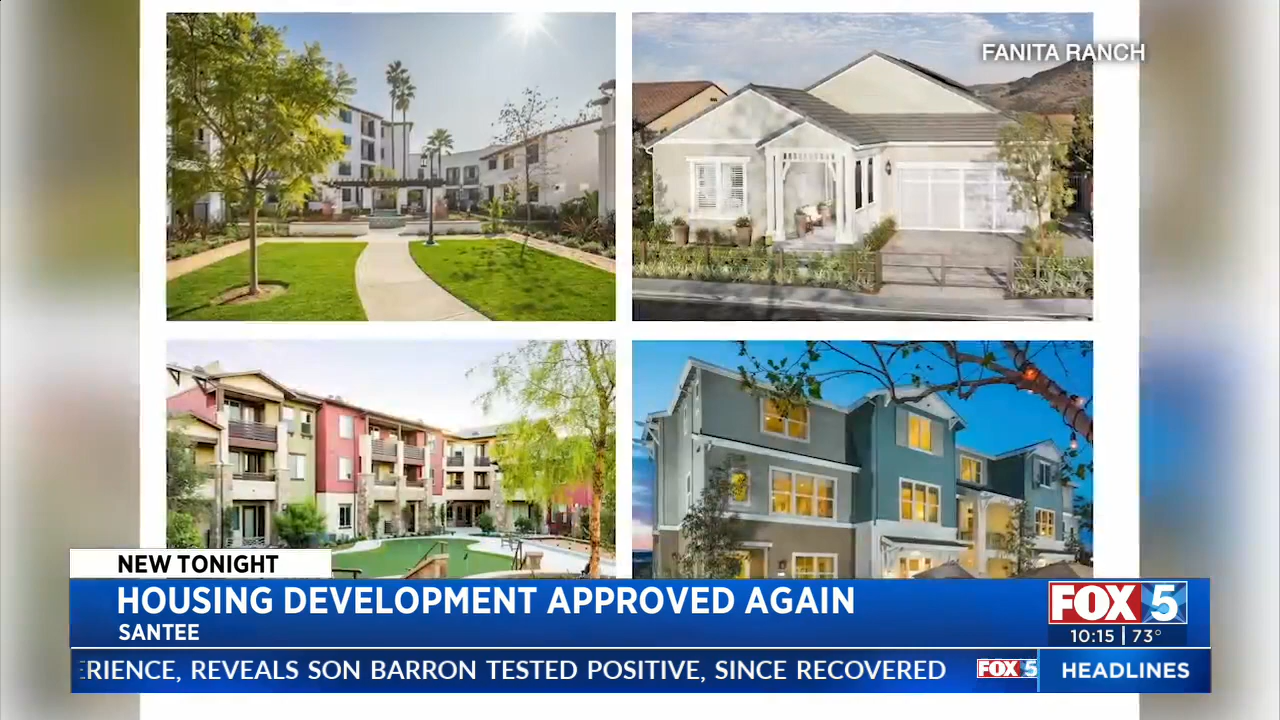 FANITA RANCH
NEW TONIGHT
HOUSING DEVELOPMENT APPROVED AGAIN
SANTEE
FOX 5
10:15 | 73°
RIENCE, REVEALS SON BARRON TESTED POSITIVE, SINCE RECOVERED
FOX 5
HEADLINES